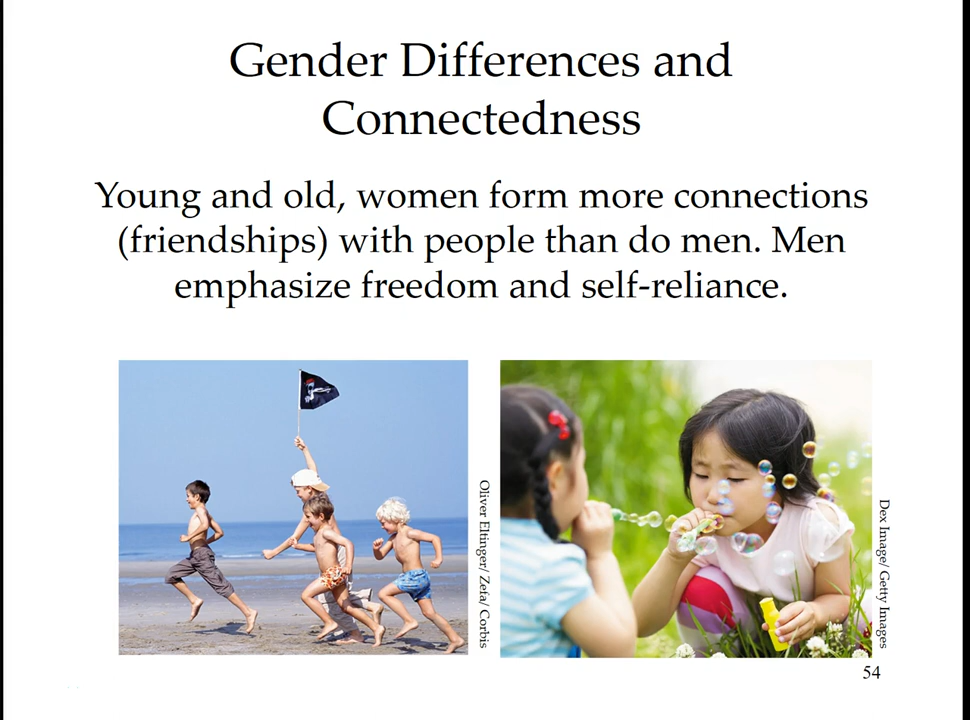 Gender Differences and
Connectedness
Young and old, women form more connections
(friendships) with people than do men. Men
emphasize freedom and self-reliance.
Oliver Eltinger/ Zefa/ Corbis
Dex Image/ Getty Images
54